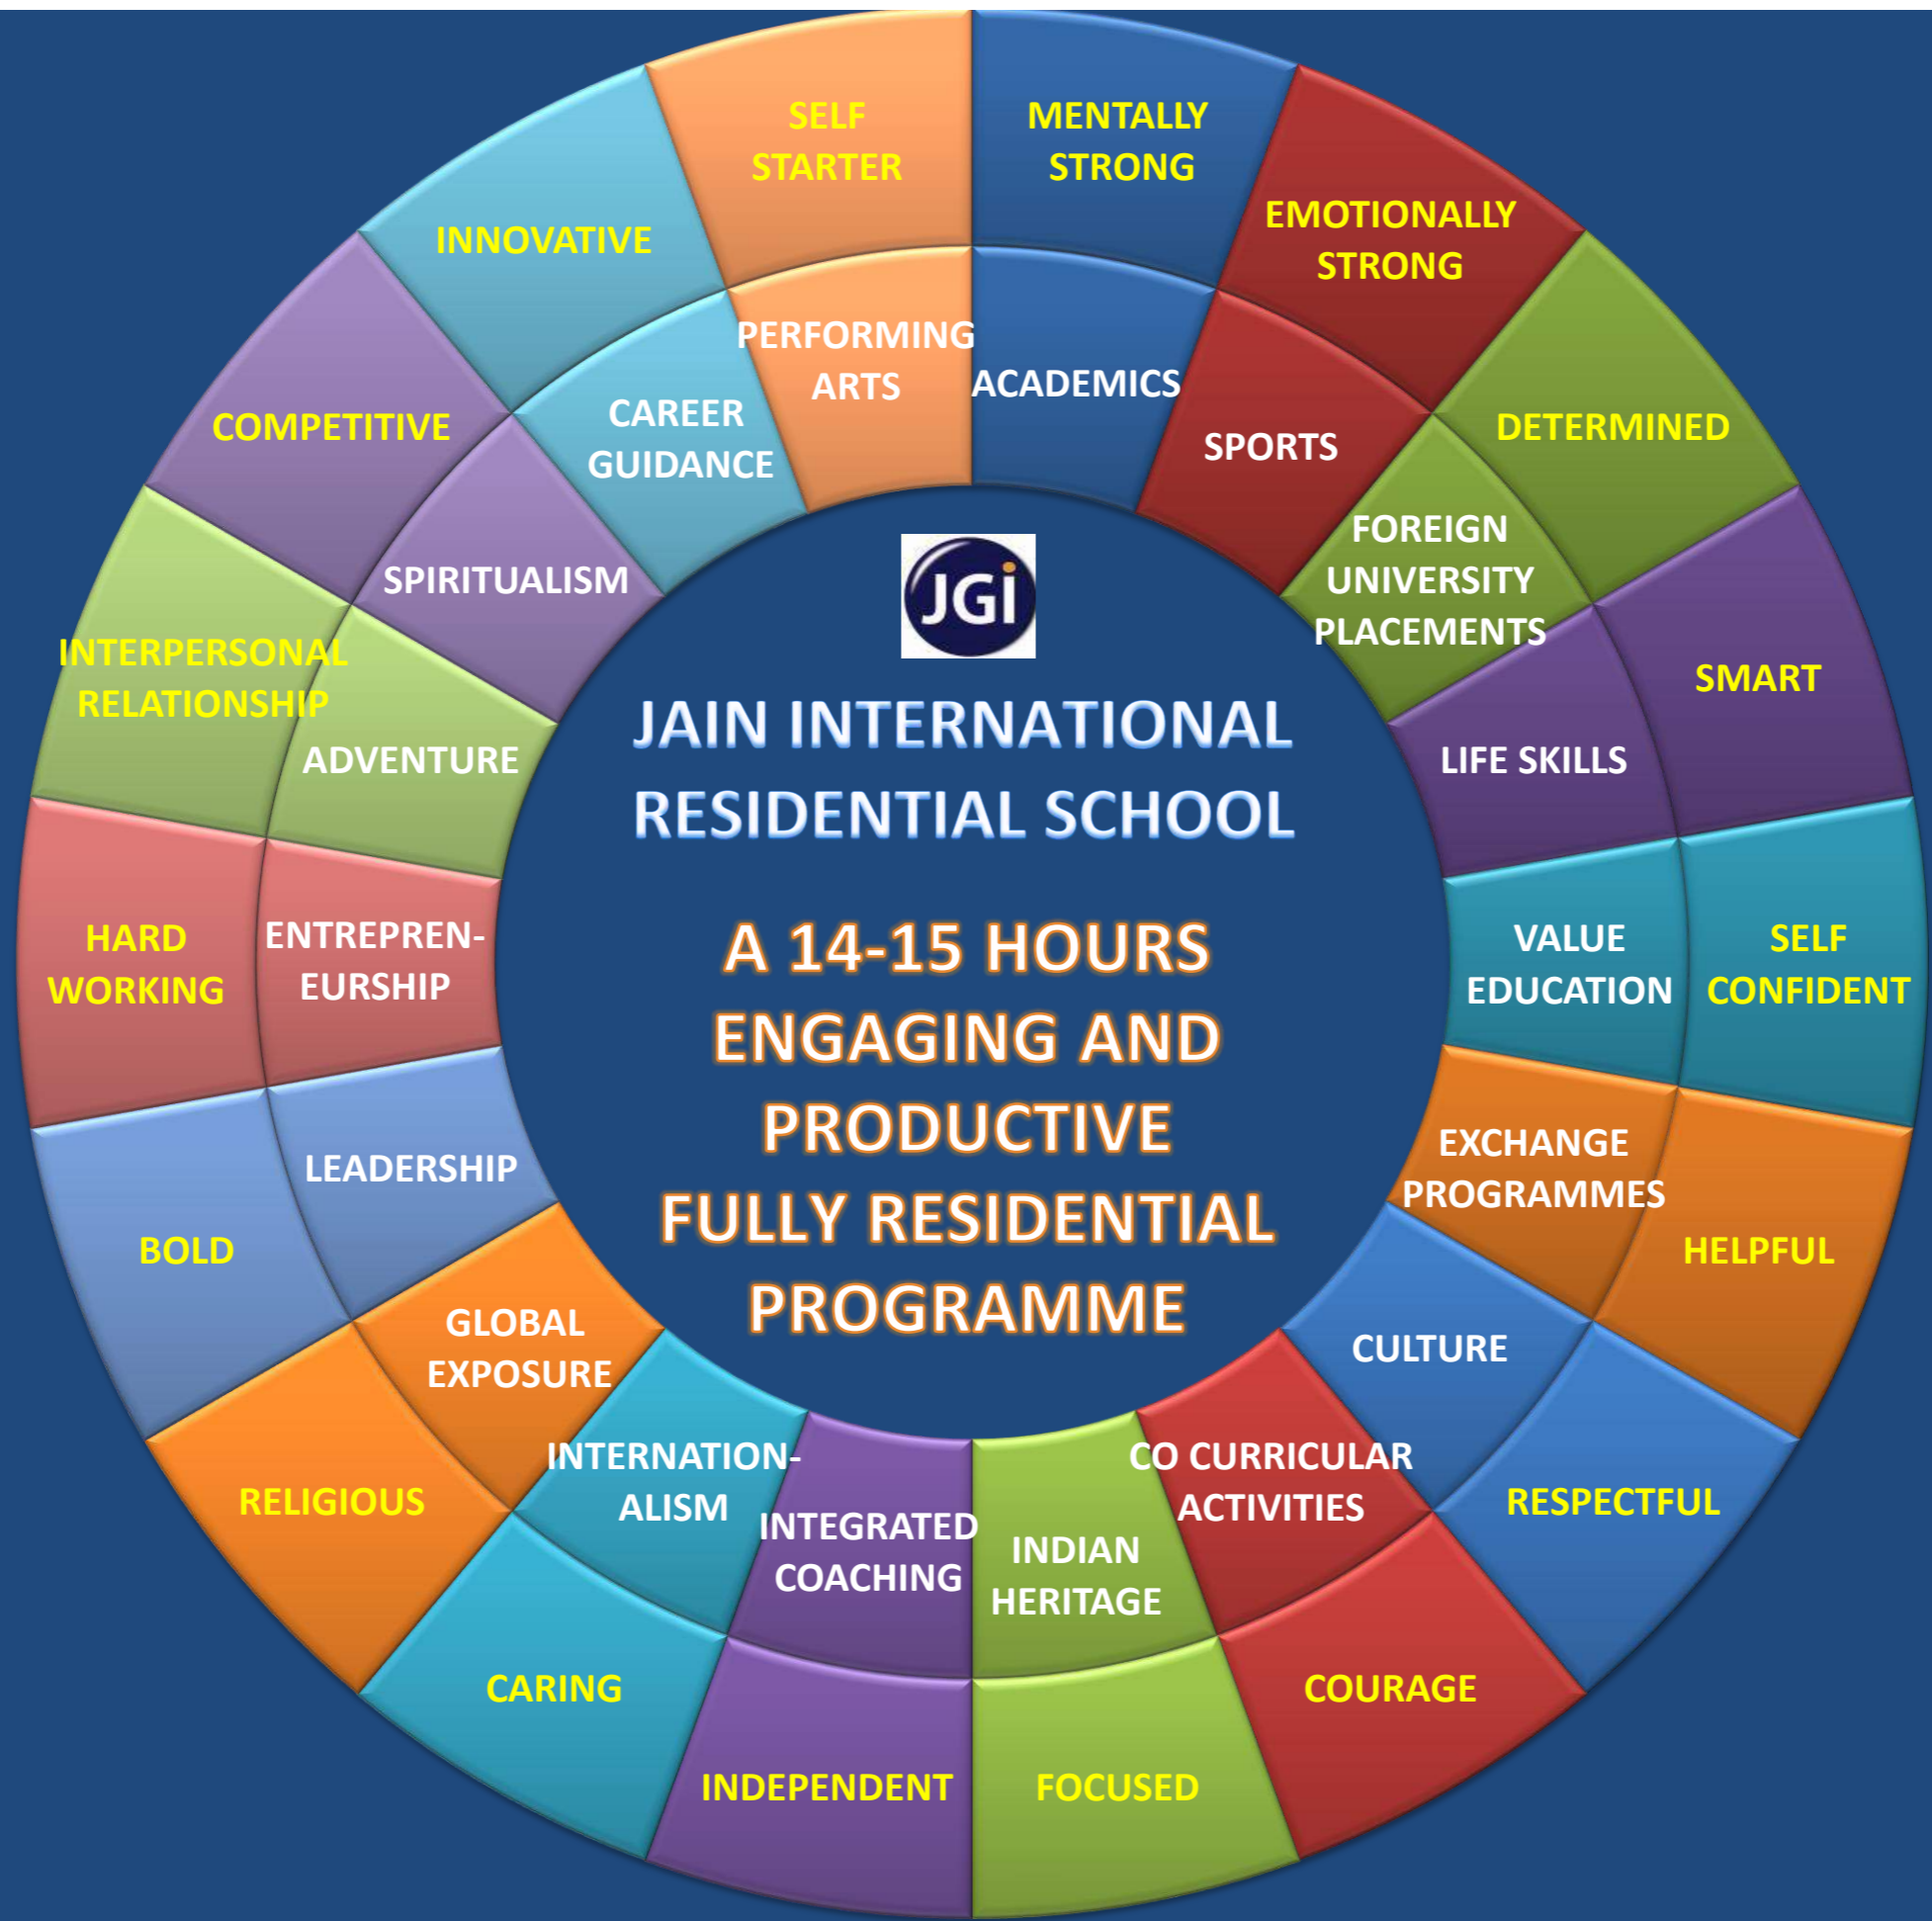 SELF
STARTER
MENTALLY
STRONG
EMOTIONALLY
STRONG
DETERMINED
SMART
SELF
CONFIDENT
HELPFUL
RESPECTFUL
COURAGE
FOCUSED
INDEPENDENT
CARING
RELIGIOUS
BOLD
HARD
WORKING
INTERPERSONAL
RELATIONSHIP
COMPETITIVE
INNOVATIVE
PERFORMING
ARTS
ACADEMICS
SPORTS
FOREIGN
UNIVERSITY
PLACEMENTS
LIFE SKILLS
VALUE
EDUCATION
EXCHANGE
PROGRAMMES
CULTURE
CO CURRICULAR
ACTIVITIES
INDIAN
HERITAGE
INTEGRATED
COACHING
INTERNATION-
ALISM
GLOBAL
EXPOSURE
LEADERSHIP
ENTREPREN-
EURSHIP
ADVENTURE
SPIRITUALISM
CAREER
GUIDANCE
JGi
JAIN INTERNATIONAL
RESIDENTIAL SCHOOL
A 14-15 HOURS
ENGAGING AND
PRODUCTIVE
FULLY RESIDENTIAL
PROGRAMME